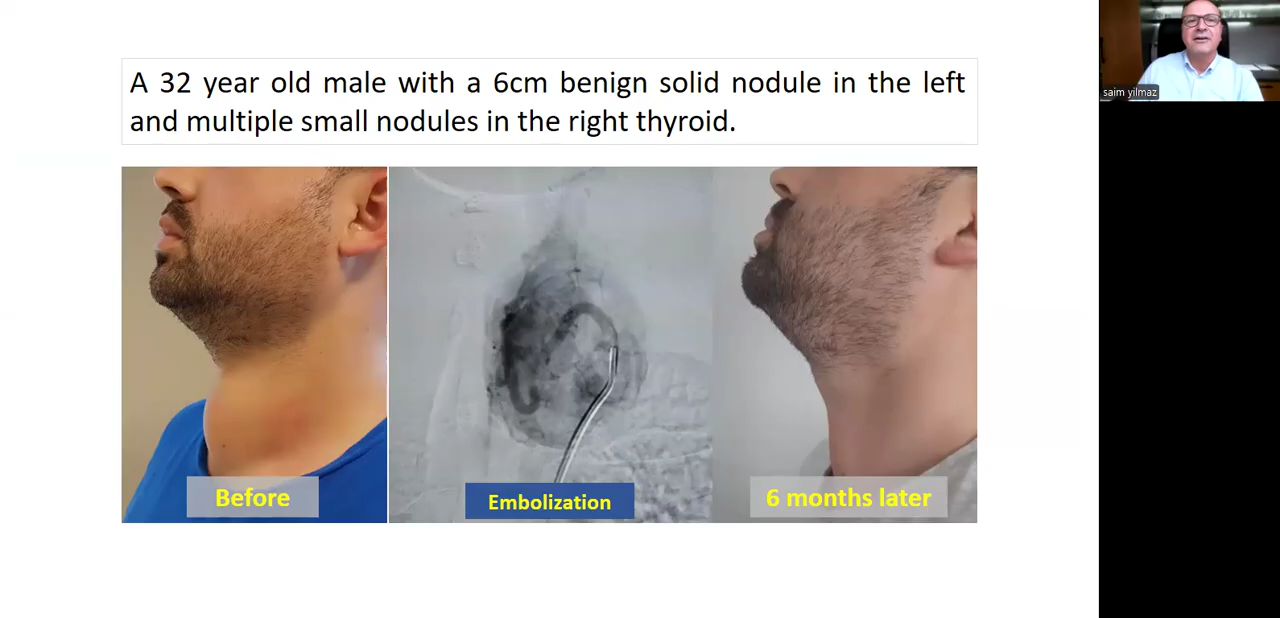 A 32 year old male with a 6cm benign solid nodule in the left
and multiple small nodules in the right thyroid.
saim yilmaz
Before
Embolization
6 months later